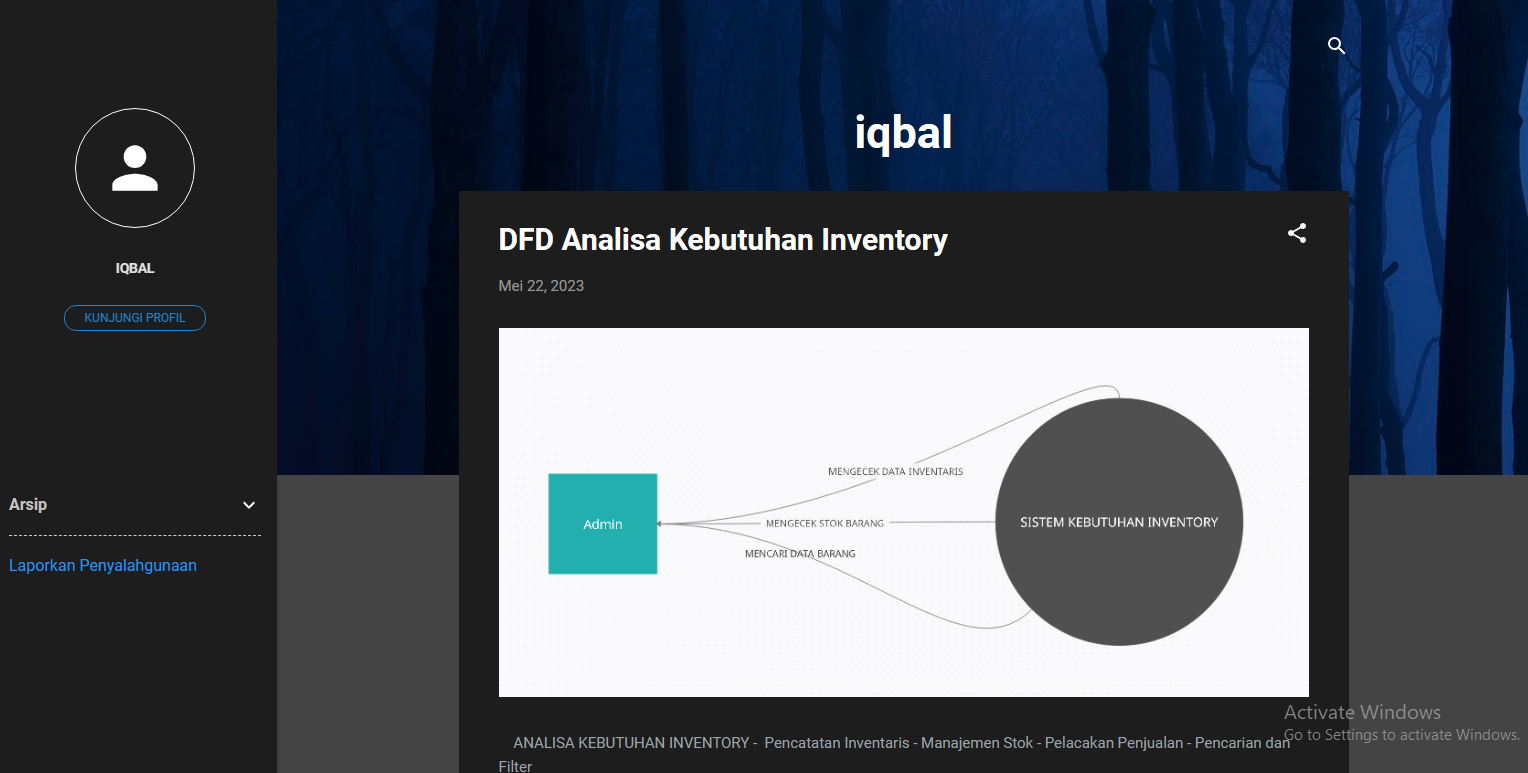 iqbal
IQBAL
KUNJUNGI PROFIL
Arsip
Laporkan Penyalahgunaan
DFD Analisa Kebutuhan Inventory
Mei 22, 2023
Admin
MENGECEK DATA INVENTARIS
MENGECEK STOK BARANG
MENCARI DATA BARANG
SISTEM KEBUTUHAN INVENTORY
ANALISA KEBUTUHAN INVENTORY - Pencatatan Inventaris - Manajemen Stok - Pelacakan Penjualan - Pencarian dan
Filter
Activate Windows
Go to Settings to activate Windows.